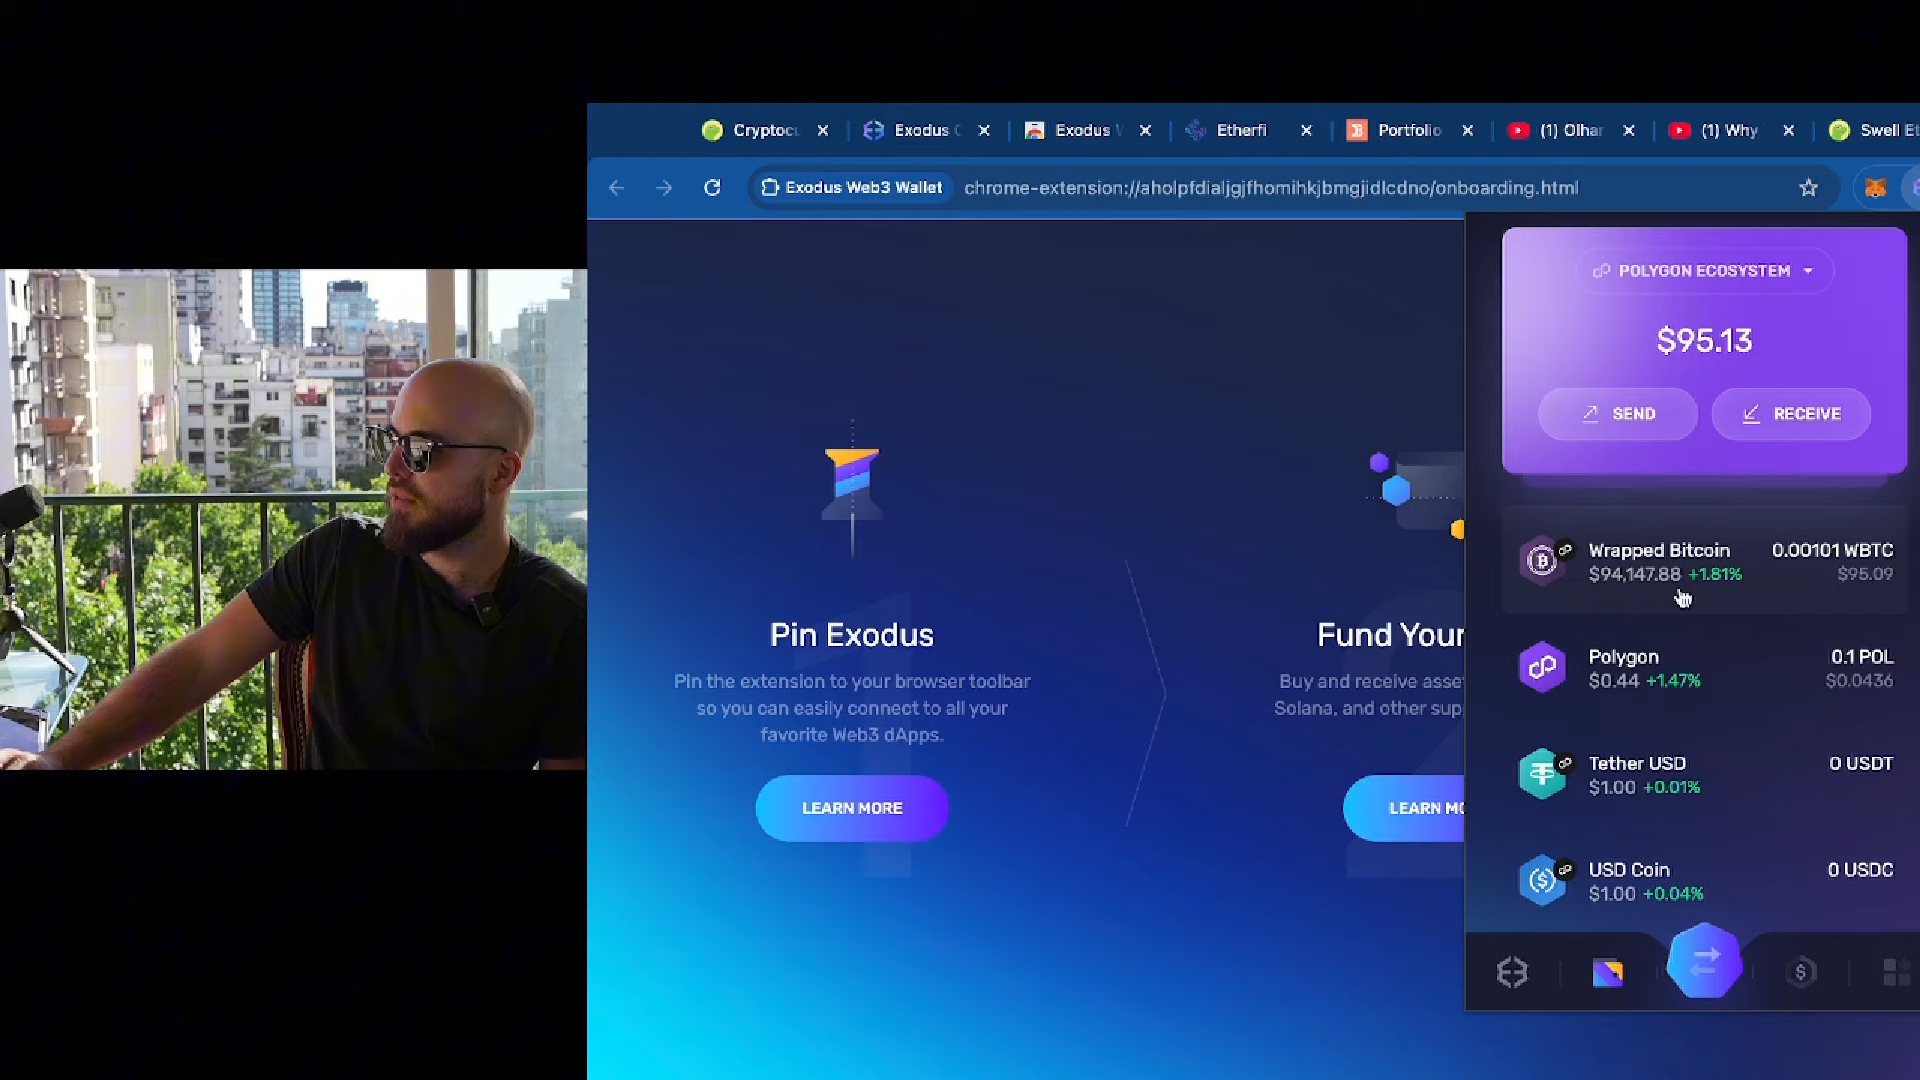 Cryptocu
Exodus
Exodus
Etherfi
Portfolio
(1) Olhar
(1) Why
Swell Et
Exodus Web3 Wallet
chrome-extension://aholpfdialjgjfhomihkjbmgjidlcdno/onboarding.html
POLYGON ECOSYSTEM
$95.13
SEND
RECEIVE
Wrapped Bitcoin
0.00101 WBTC
$94,147.88 +1.81%
$95.09
Polygon
0.1 POL
$0.44 +1.47%
$0.0436
Tether USD
0 USDT
$1.00 +0.01%
USD Coin
0 USDC
$1.00 +0.04%
1
Pin Exodus
Pin the extension to your browser toolbar
so you can easily connect to all your
favorite Web3 dApps.
LEARN MORE
2
Fund Your
Buy and receive asse
Solana, and other sup
LEARN MO